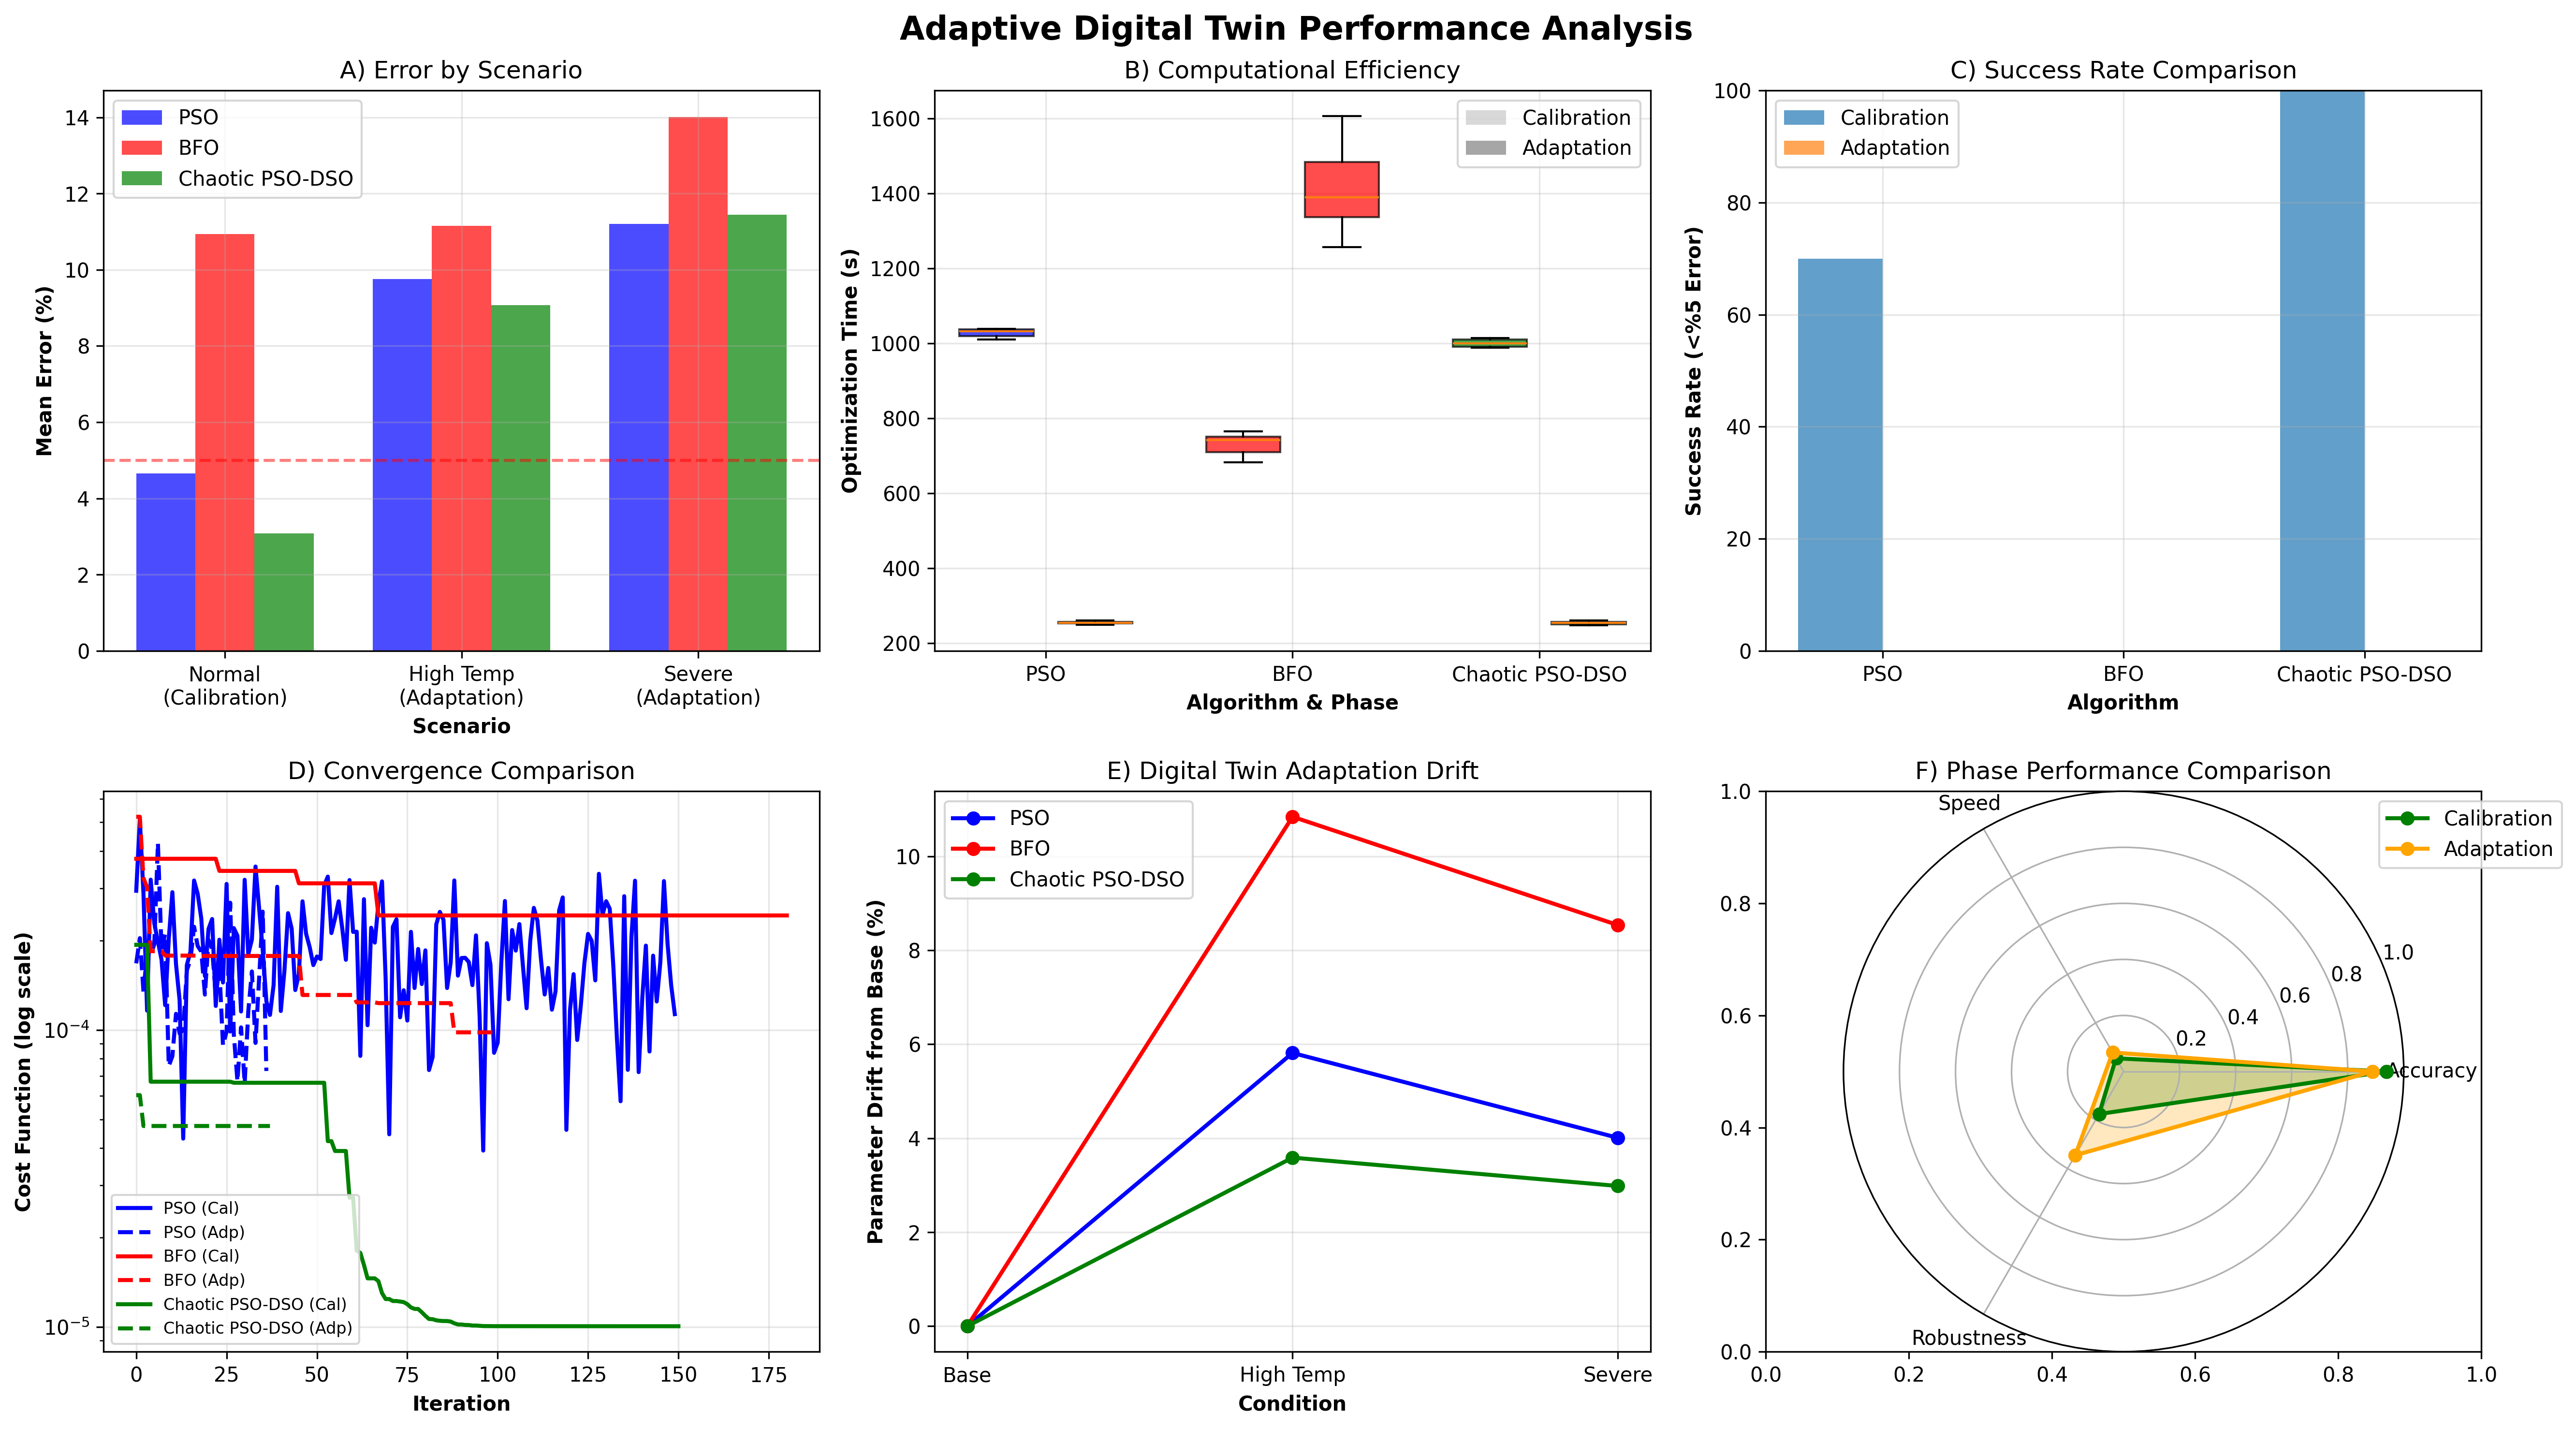 Adaptive Digital Twin Performance Analysis
A) Error by Scenario
Mean Error (%)
14
12
10
8
6
4
2
0
PSO
BFO
Chaotic PSO-DSO
Normal
(Calibration)
High Temp
(Adaptation)
Severe
(Adaptation)
Scenario
B) Computational Efficiency
Optimization Time (s)
1600
1400
1200
1000
800
600
400
200
Calibration
Adaptation
PSO
BFO
Chaotic PSO-DSO
Algorithm & Phase
C) Success Rate Comparison
Success Rate (<%5 Error)
100
80
60
40
20
0
Calibration
Adaptation
PSO
BFO
Chaotic PSO-DSO
Algorithm
D) Convergence Comparison
Cost Function (log scale)
10⁻⁴
10⁻⁵
PSO (Cal)
PSO (Adp)
BFO (Cal)
BFO (Adp)
Chaotic PSO-DSO (Cal)
Chaotic PSO-DSO (Adp)
0 25 50 75 100 125 150 175
Iteration
E) Digital Twin Adaptation Drift
Parameter Drift from Base (%)
10
8
6
4
2
0
PSO
BFO
Chaotic PSO-DSO
Base High Temp Severe
Condition
F) Phase Performance Comparison
1.0
0.8
0.6
0.4
0.2
0.0
Calibration
Adaptation
Speed
1.0
0.8
0.6
0.4
0.2
Accuracy
Robustness
0.0 0.2 0.4 0.6 0.8 1.0